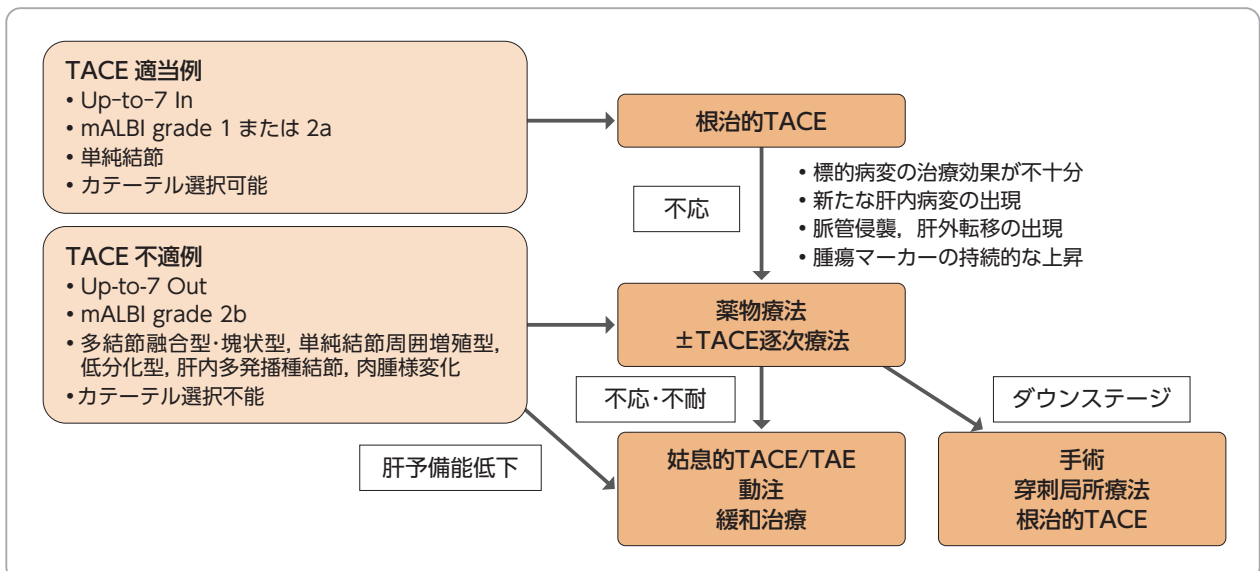 TACE 適当例
• Up-to-7 In
• mALBI grade 1 または 2a
• 単純結節
• カテーテル選択可能
根治的TACE
不応
• 標的病変の治療効果が不十分
• 新たな肝内病変の出現
• 脈管侵襲，肝外転移の出現
• 腫瘍マーカーの持続的な上昇
TACE 不適例
• Up-to-7 Out
• mALBI grade 2b
• 多結節融合型·塊状型, 単純結節周囲増殖型,
低分化型, 肝内多発播種結節, 肉腫様変化
• カテーテル選択不能
薬物療法
±TACE逐次療法
不応·不耐
ダウンステージ
肝予備能低下
姑息的TACE/TAE
動注
緩和治療
手術
穿刺局所療法
根治的TACE